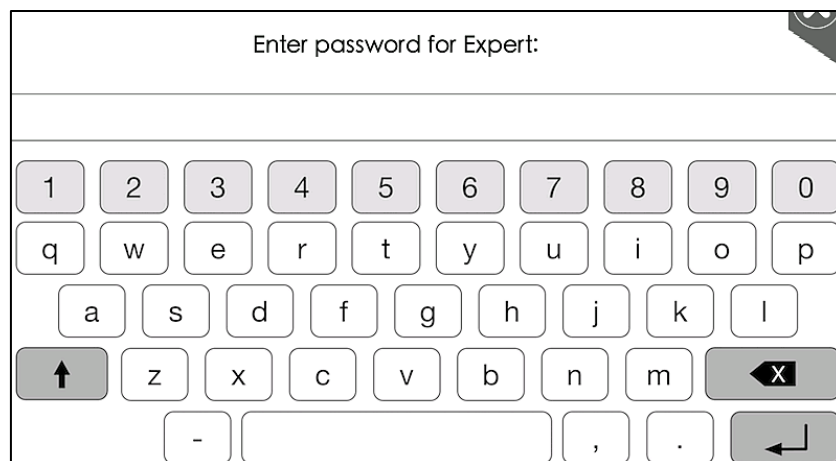 Enter password for Expert:
1 2 3 4 5 6 7 8 9 0
q w e r t y u i o p
a s d f g h j k l
z x c v b n m X
- , .